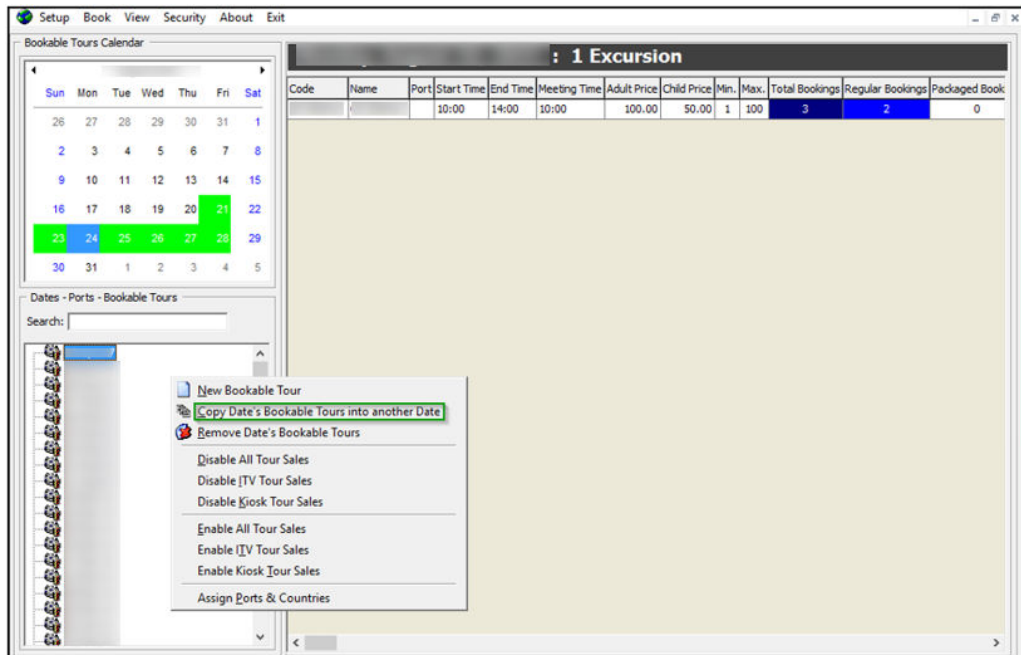 Setup Book View Security About Exit
Bookable Tours Calendar
Sun Mon Tue Wed Thu Fri Sat
26 27 28 29 30 31 1
2 3 4 5 6 7 8
9 10 11 12 13 14 15
16 17 18 19 20 21 22
23 24 25 26 27 28 29
30 31 1 2 3 4 5
Dates - Ports - Bookable Tours
Search:
New Bookable Tour
Copy Date's Bookable Tours into another Date
Remove Date's Bookable Tours
Disable All Tour Sales
Disable ITV Tour Sales
Disable Kiosk Tour Sales
Enable All Tour Sales
Enable ITV Tour Sales
Enable Kiosk Tour Sales
Assign Ports & Countries
: 1 Excursion
Code Name Port Start Time End Time Meeting Time Adult Price Child Price Min. Max. Total Bookings Regular Bookings Packaged Book
10:00 14:00 10:00 100.00 50.00 1 100 3 2 0